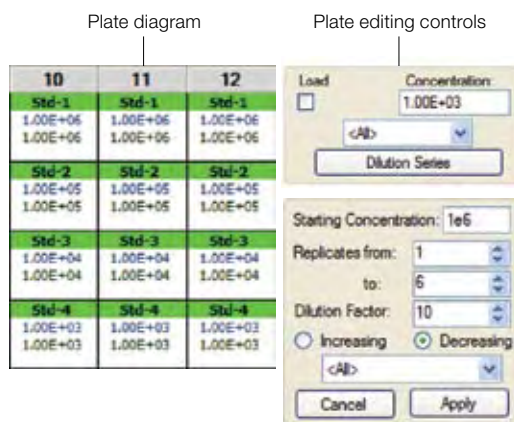 Plate diagram
Plate editing controls
10 11 12
Std-1 Std-1 Std-1
1.00E+06 1.00E+06 1.00E+06
1.00E+06 1.00E+06 1.00E+06
Std-2 Std-2 Std-2
1.00E+05 1.00E+05 1.00E+05
1.00E+05 1.00E+05 1.00E+05
Std-3 Std-3 Std-3
1.00E+04 1.00E+04 1.00E+04
1.00E+04 1.00E+04 1.00E+04
Std-4 Std-4 Std-4
1.00E+03 1.00E+03 1.00E+03
1.00E+03 1.00E+03 1.00E+03
Load Concentration:
1.00E+03
<All>
Dilution Series
Starting Concentration: 1e6
Replicates from: 1
to: 6
Dilution Factor: 10
Increasing Decreasing
<All>
Cancel Apply